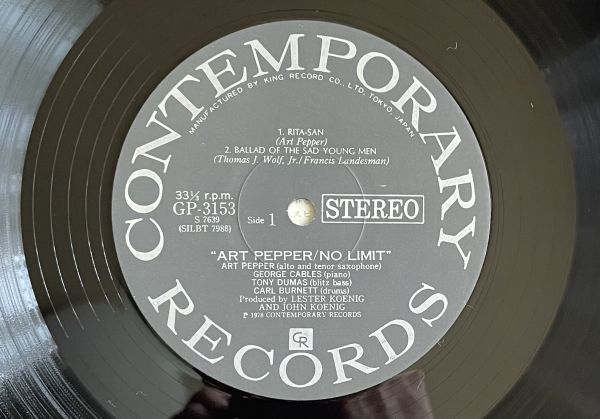 CONTEMPORARY
MANUFACTURED BY KING RECORD CO., LTD. TOKYO, JAPAN
1. RITA-SAN
(Art Pepper)
2. BALLAD OF THE SAD YOUNG MEN
(Thomas J. Wolf, Jr./Francis Landesman)
33⅓ r.p.m.
GP-3153
S 7639
(SILBT 7988)
Side 1
STEREO
"ART PEPPER/NO LIMIT"
ART PEPPER (alto and tenor saxophone)
GEORGE CABLES (piano)
TONY DUMAS (blitz bass)
CARL BURNETT (drums)
Produced by LESTER KOENIG
AND JOHN KOENIG
℗ 1978 CONTEMPORARY RECORDS
CR
RECORDS